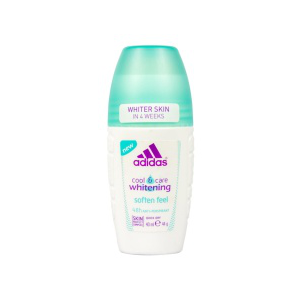 WHITER SKIN
IN 4 WEEKS
new
adidas
cool & care
whitening
soften feel